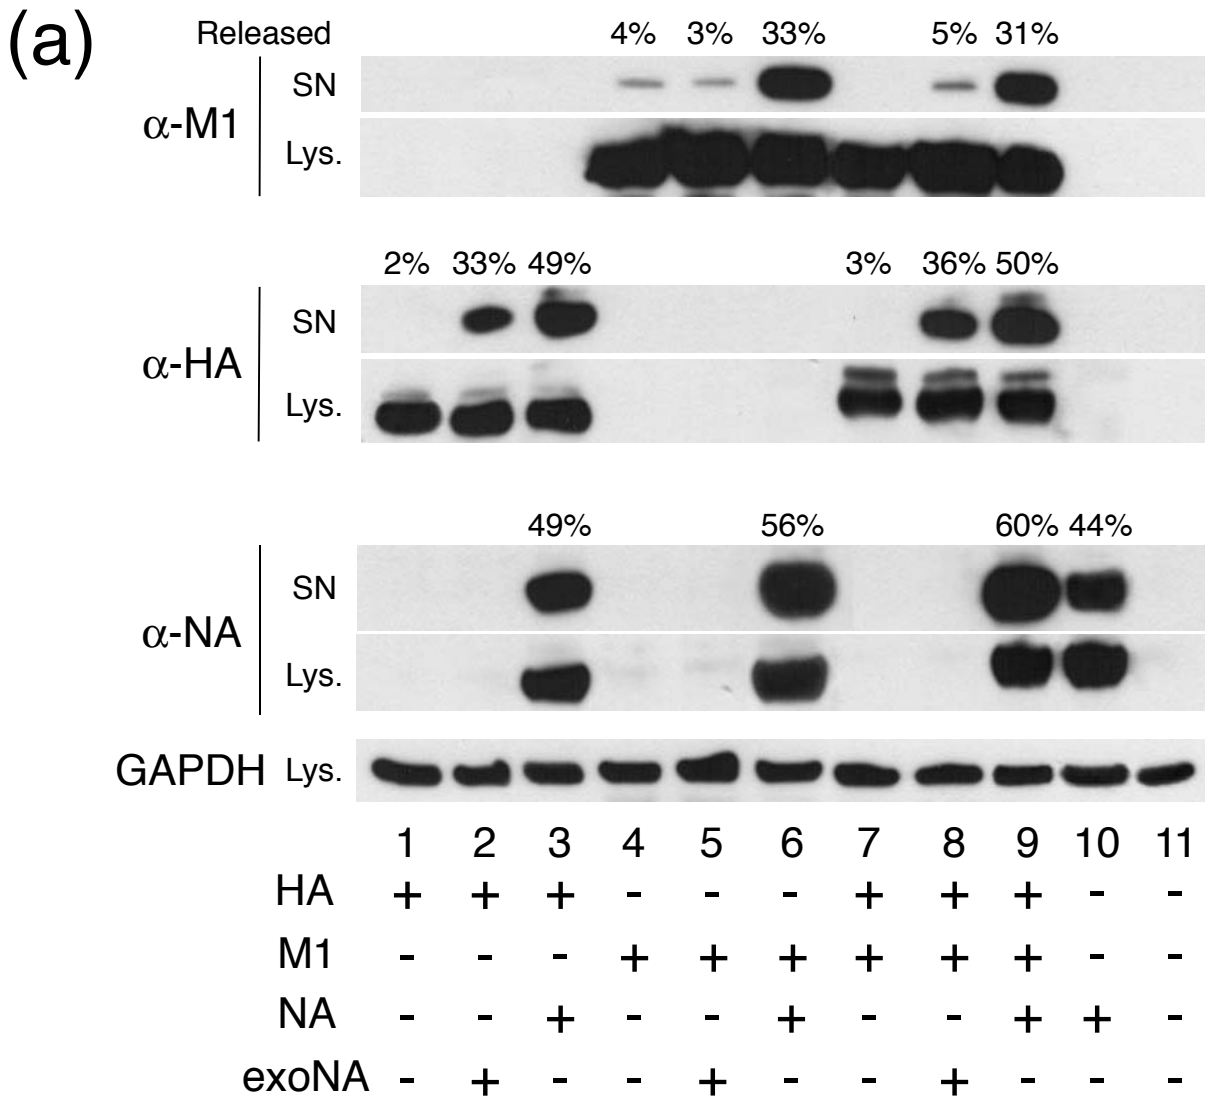 (a)
Released 4% 3% 33% 5% 31%
α-M1 SN
Lys.
2% 33% 49% 3% 36% 50%
α-HA SN
Lys.
49% 56% 60% 44%
α-NA SN
Lys.
GAPDH Lys.
1 2 3 4 5 6 7 8 9 10 11
HA + + + - - - + + + - -
M1 - - - + + + + + + - -
NA - - + - - + - - + + -
exoNA - + - - + - - + - - -